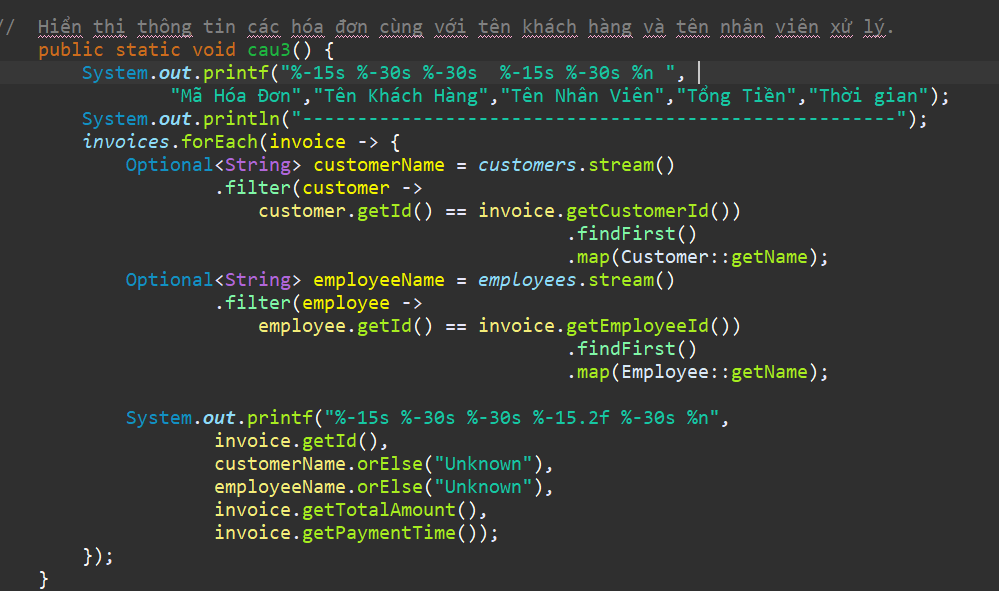 //  Hiển thị thông tin các hóa đơn cùng với tên khách hàng và tên nhân viên xử lý.
    public static void cau3() {
        System.out.printf("%-15s %-30s %-30s  %-15s %-30s %n ",
                "Mã Hóa Đơn","Tên Khách Hàng","Tên Nhân Viên","Tổng Tiền","Thời gian");
        System.out.println("------------------------------------------------------");
        invoices.forEach(invoice -> {
            Optional<String> customerName = customers.stream()
                    .filter(customer ->
                        customer.getId() == invoice.getCustomerId())
                                                    .findFirst()
                                                    .map(Customer::getName);
            Optional<String> employeeName = employees.stream()
                    .filter(employee ->
                        employee.getId() == invoice.getEmployeeId())
                                                    .findFirst()
                                                    .map(Employee::getName);

            System.out.printf("%-15s %-30s %-30s %-15.2f %-30s %n",
                    invoice.getId(),
                    customerName.orElse("Unknown"),
                    employeeName.orElse("Unknown"),
                    invoice.getTotalAmount(),
                    invoice.getPaymentTime());
        });
    }